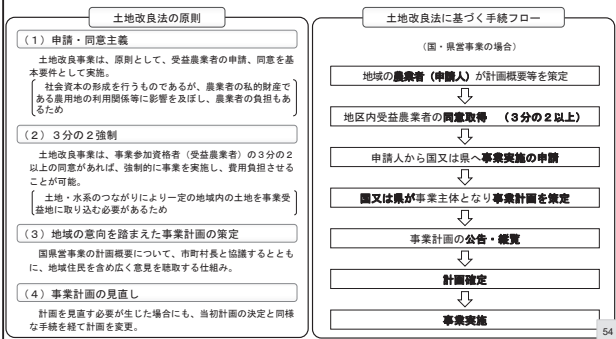 土地改良法の原則
(1)申請・同意主義
土地改良事業は、原則として、受益農業者の申請、同意を基
本要件として実施。
社会資本の形成を行うものであるが、農業者の私的財産で
ある農用地の利用関係等に影響を及ぼし、農業者の負担もあ
るため
(2)3分の2強制
土地改良事業は、事業参加資格者(受益農業者)の3分の2
以上の同意があれば、強制的に事業を実施し、費用負担させる
ことが可能。
土地・水系のつながりにより一定の地域内の土地を事業受
益地に取り込む必要があるため
(3)地域の意向を踏まえた事業計画の策定
国県営事業の計画概要について、市町村長と協議するととも
に、地域住民を含め広く意見を聴取する仕組み。
(4)事業計画の見直し
計画を見直す必要が生じた場合にも、当初計画の決定と同様
な手続を経て計画を変更。
土地改良法に基づく手続フロー
(国・県営事業の場合)
地域の農業者(申請人)が計画概要等を策定
地区内受益農業者の同意取得 (3分の2以上)
申請人から国又は県へ事業実施の申請
国又は県が事業主体となり事業計画を策定
事業計画の公告・縦覧
計画確定
事業実施
54